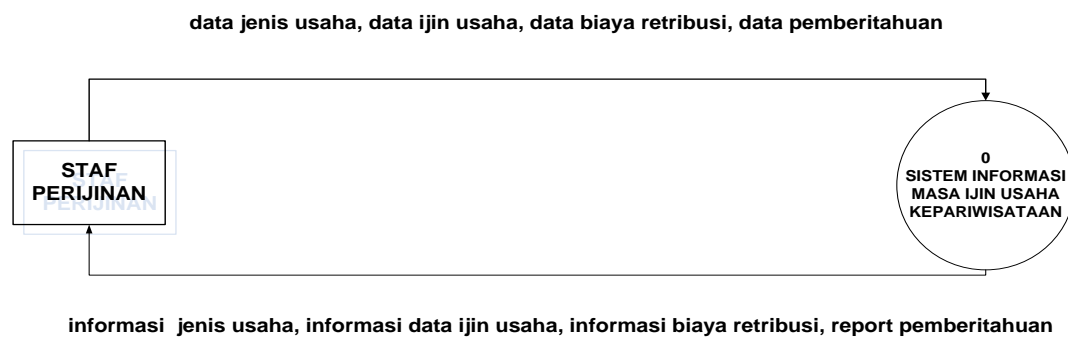 data jenis usaha, data ijin usaha, data biaya retribusi, data pemberitahuan
STAF
PERIJINAN
0
SISTEM INFORMASI
MASA IJIN USAHA
KEPARIWISATAAN
informasi  jenis usaha, informasi data ijin usaha, informasi biaya retribusi, report pemberitahuan